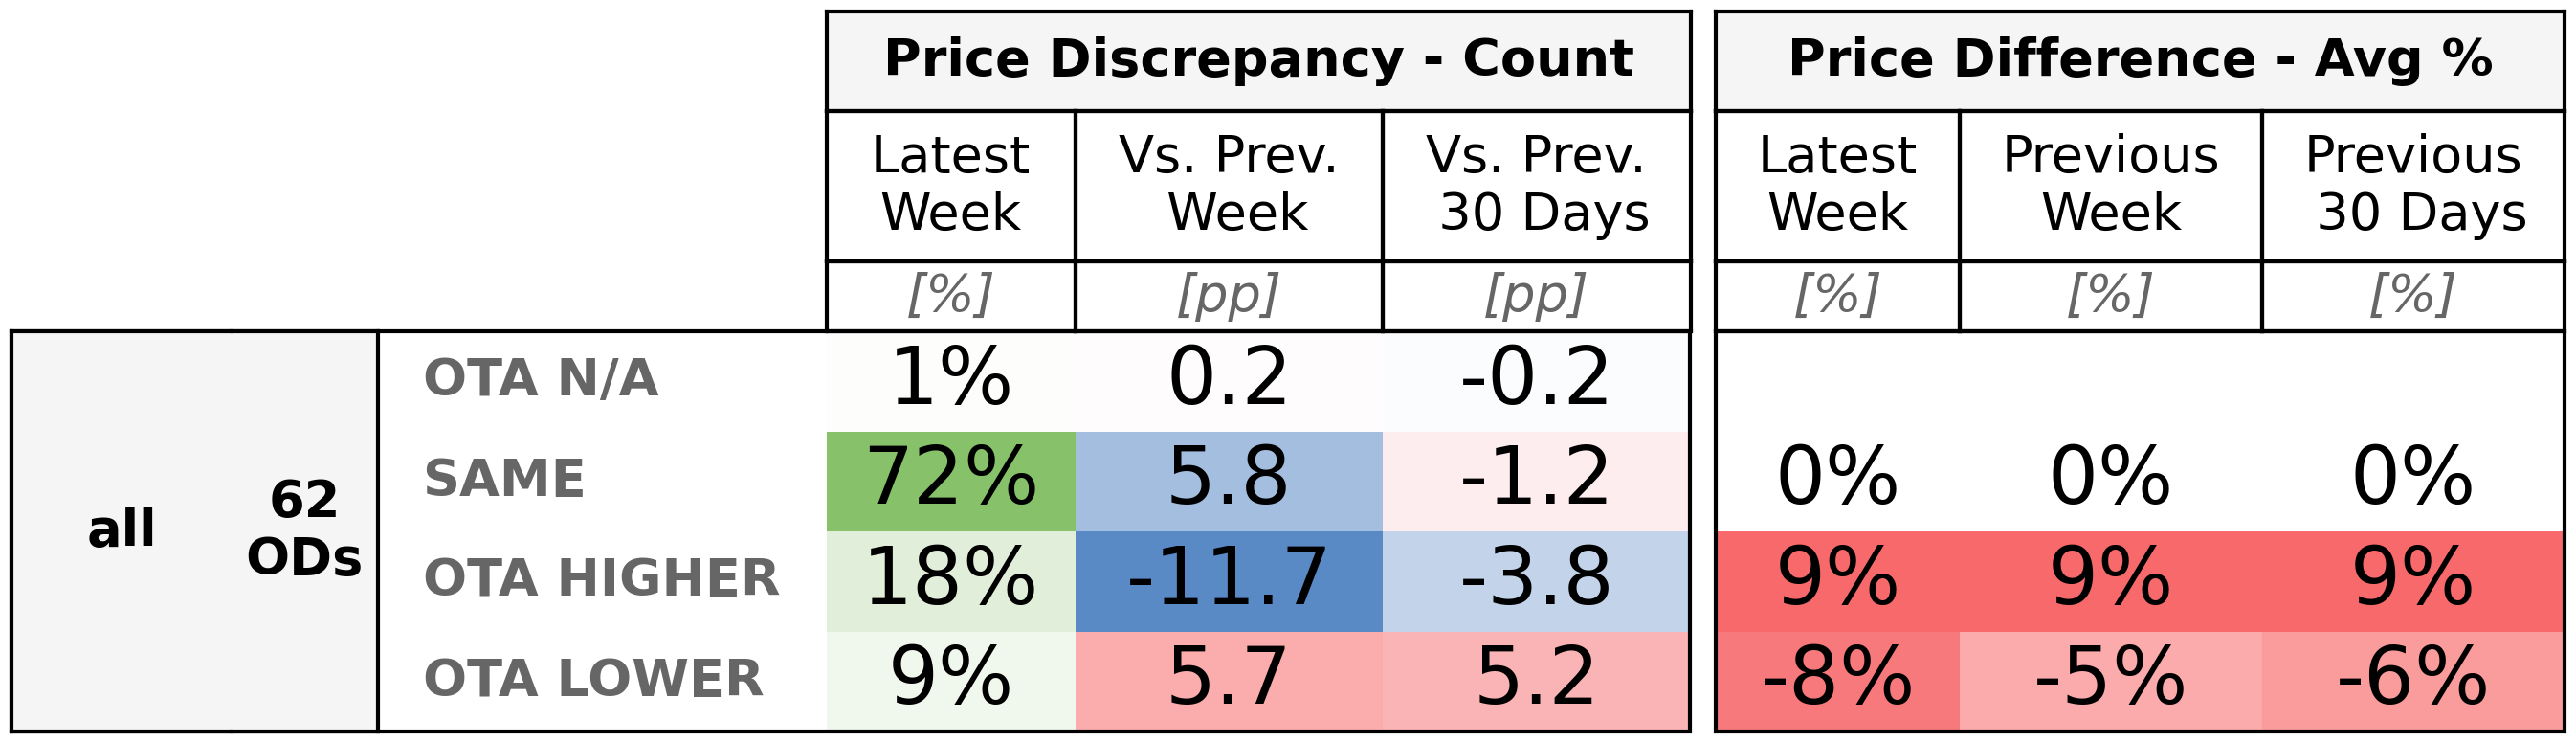 Price Discrepancy - Count Price Difference - Avg %
Latest Week Vs. Prev. Week Vs. Prev. 30 Days Latest Week Previous Week Previous 30 Days
[%] [pp] [pp] [%] [%] [%]
all 62 ODs
OTA N/A 1% 0.2 -0.2
SAME 72% 5.8 -1.2 0% 0% 0%
OTA HIGHER 18% -11.7 -3.8 9% 9% 9%
OTA LOWER 9% 5.7 5.2 -8% -5% -6%